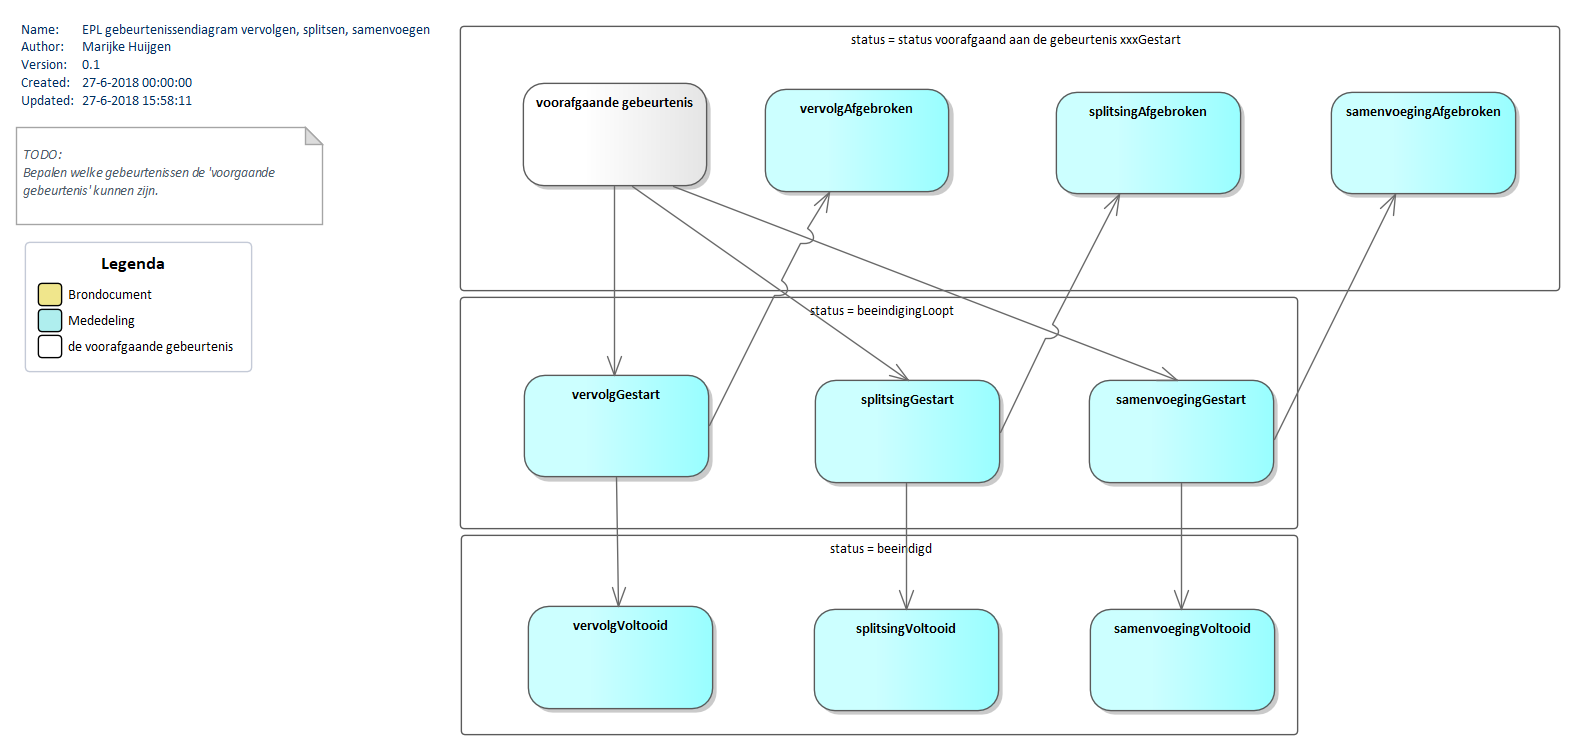 Name: EPL gebeurtenissendiagram vervolgen, splitsen, samenvoegen
Author: Marijke Huijgen
Version: 0.1
Created: 27-6-2018 00:00:00
Updated: 27-6-2018 15:58:11
TODO:
Bepalen welke gebeurtenissen de 'voorgaande
gebeurtenis' kunnen zijn.
Legenda
Brondocument
Mededeling
de voorafgaande gebeurtenis
status = status voorafgaand aan de gebeurtenis xxxGestart
voorafgaande gebeurtenis
vervolgAfgebroken
splitsingAfgebroken
samenvoegingAfgebroken
status = beeindigingLoopt
vervolgGestart
splitsingGestart
samenvoegingGestart
status = beeindigd
vervolgVoltooid
splitsingVoltooid
samenvoegingVoltooid